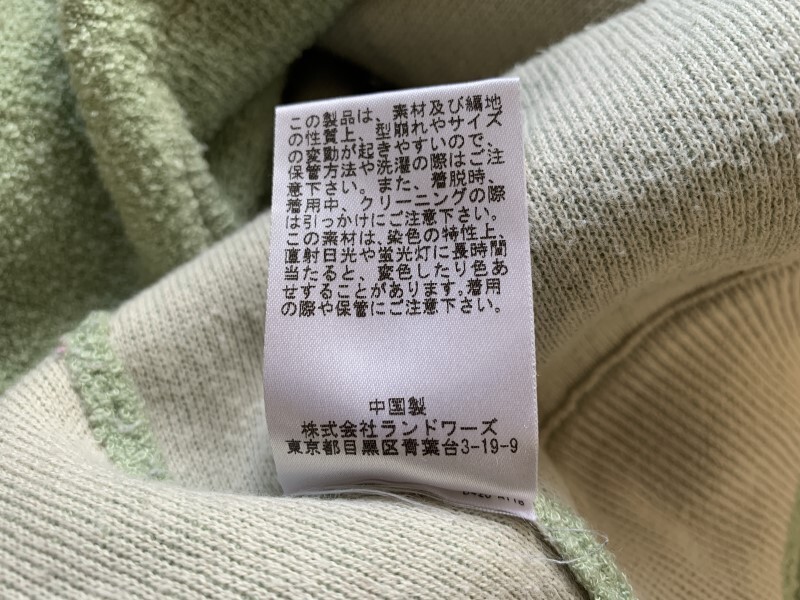 この製品は、素材及び編地
の性質上、型崩れやサイズ
の変動が起きやすいので、
保管方法や洗濯の際はご注
意下さい。また、着脱時、
着用中、クリーニングの際
は引っかけにご注意下さい。
この素材は、染色の特性上、
直射日光や蛍光灯に長時間
当たると、変色したり色あ
せすることがあります。着用
の際や保管にご注意下さい。
中国製
株式会社ランドワーズ
東京都目黒区青葉台3-19-9